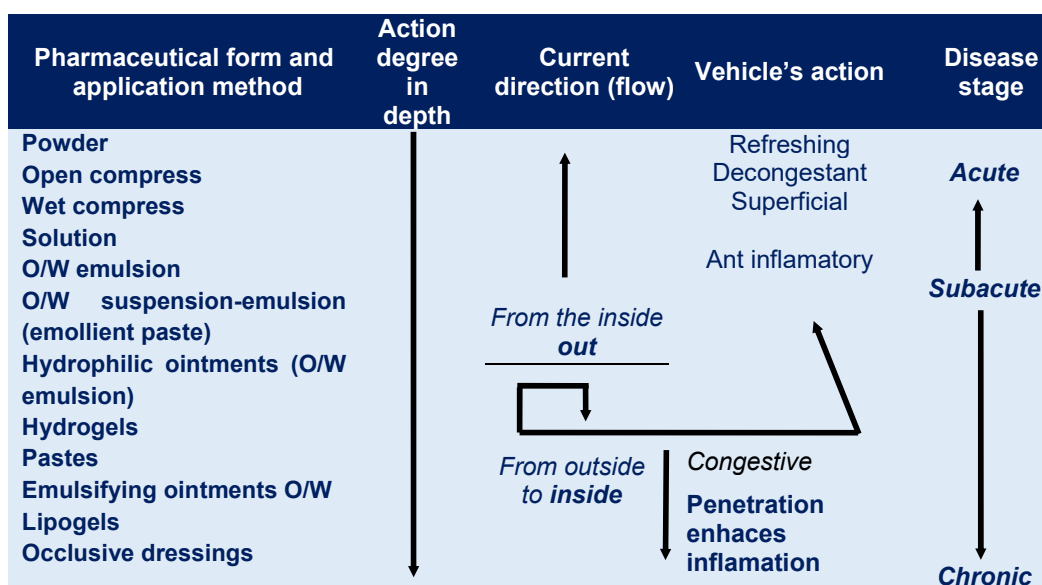 Pharmaceutical form and
application method
Action
degree
in
depth
Current
direction (flow)
Vehicle's action
Disease
stage
Powder
Open compress
Wet compress
Solution
O/W emulsion
O/W suspension-emulsion
(emollient paste)
Hydrophilic ointments (O/W
emulsion)
Hydrogels
Pastes
Emulsifying ointments O/W
Lipogels
Occlusive dressings
From the inside
out
From outside
to inside
Refreshing
Decongestant
Superficial
Ant inflamatory
Congestive
Penetration
enhaces
inflamation
Acute
Subacute
Chronic